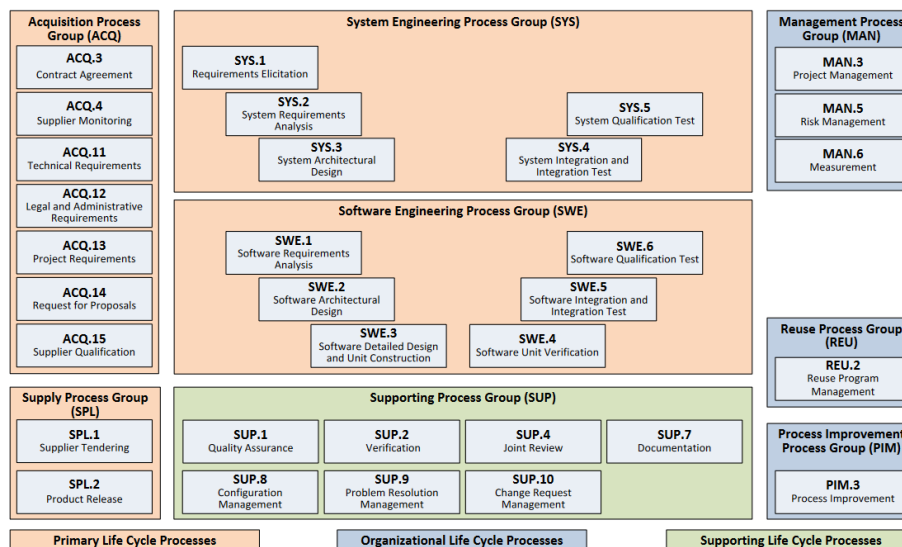 Acquisition Process
Group (ACQ)
ACQ.3
Contract Agreement
ACQ.4
Supplier Monitoring
ACQ.11
Technical Requirements
ACQ.12
Legal and Administrative
Requirements
ACQ.13
Project Requirements
ACQ.14
Request for Proposals
ACQ.15
Supplier Qualification
System Engineering Process Group (SYS)
SYS.1
Requirements Elicitation
SYS.2
System Requirements
Analysis
SYS.3
System Architectural
Design
SYS.5
System Qualification Test
SYS.4
System Integration and
Integration Test
Software Engineering Process Group (SWE)
SWE.1
Software Requirements
Analysis
SWE.2
Software Architectural
Design
SWE.3
Software Detailed Design
and Unit Construction
SWE.6
Software Qualification Test
SWE.5
Software Integration and
Integration Test
SWE.4
Software Unit Verification
Management Process
Group (MAN)
MAN.3
Project Management
MAN.5
Risk Management
MAN.6
Measurement
Reuse Process Group
(REU)
REU.2
Reuse Program
Management
Supply Process Group
(SPL)
SPL.1
Supplier Tendering
SPL.2
Product Release
Supporting Process Group (SUP)
SUP.1
Quality Assurance
SUP.2
Verification
SUP.4
Joint Review
SUP.7
Documentation
SUP.8
Configuration
Management
SUP.9
Problem Resolution
Management
SUP.10
Change Request
Management
Process Improvement
Process Group (PIM)
PIM.3
Process Improvement
Primary Life Cycle Processes
Organizational Life Cycle Processes
Supporting Life Cycle Processes